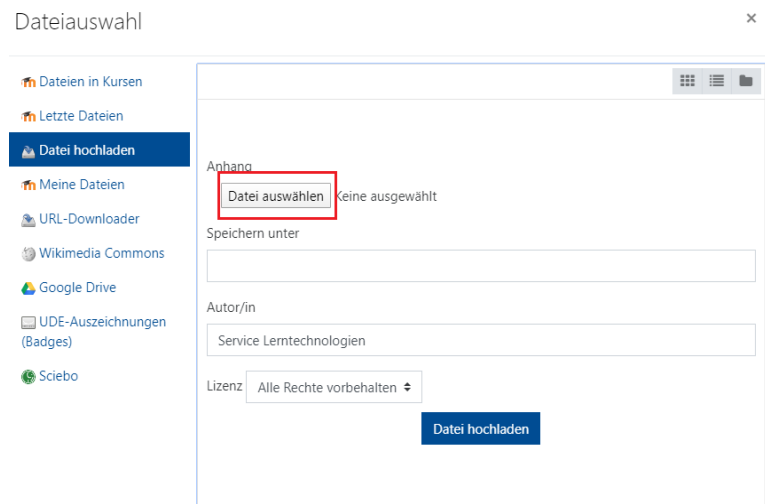 Dateiauswahl
×
Dateien in Kursen
Letzte Dateien
Datei hochladen
Meine Dateien
URL-Downloader
Wikimedia Commons
Google Drive
UDE-Auszeichnungen
(Badges)
Sciebo
Anhang
Datei auswählen Keine ausgewählt
Speichern unter
Autor/in
Service Lerntechnologien
Lizenz Alle Rechte vorbehalten
Datei hochladen